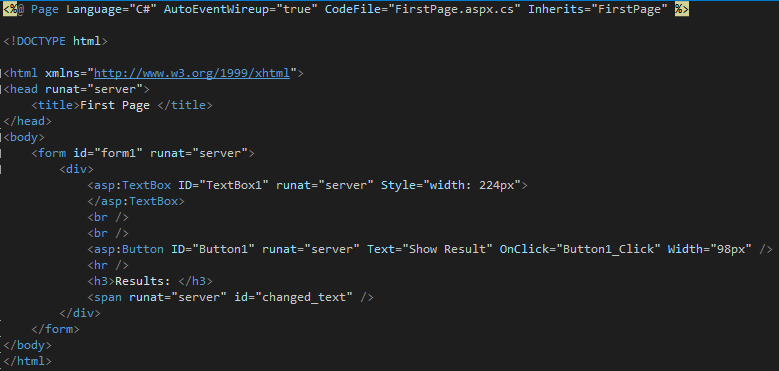 <%@ Page Language="C#" AutoEventWireup="true" CodeFile="FirstPage.aspx.cs" Inherits="FirstPage" %>
<!DOCTYPE html>
<html xmlns="http://www.w3.org/1999/xhtml">
<head runat="server">
<title>First Page </title>
</head>
<body>
<form id="form1" runat="server">
<div>
<asp:TextBox ID="TextBox1" runat="server" Style="width: 224px">
</asp:TextBox>
<br />
<br />
<asp:Button ID="Button1" runat="server" Text="Show Result" OnClick="Button1_Click" Width="98px" />
<hr />
<h3>Results: </h3>
<span runat="server" id="changed_text" />
</div>
</form>
</body>
</html>